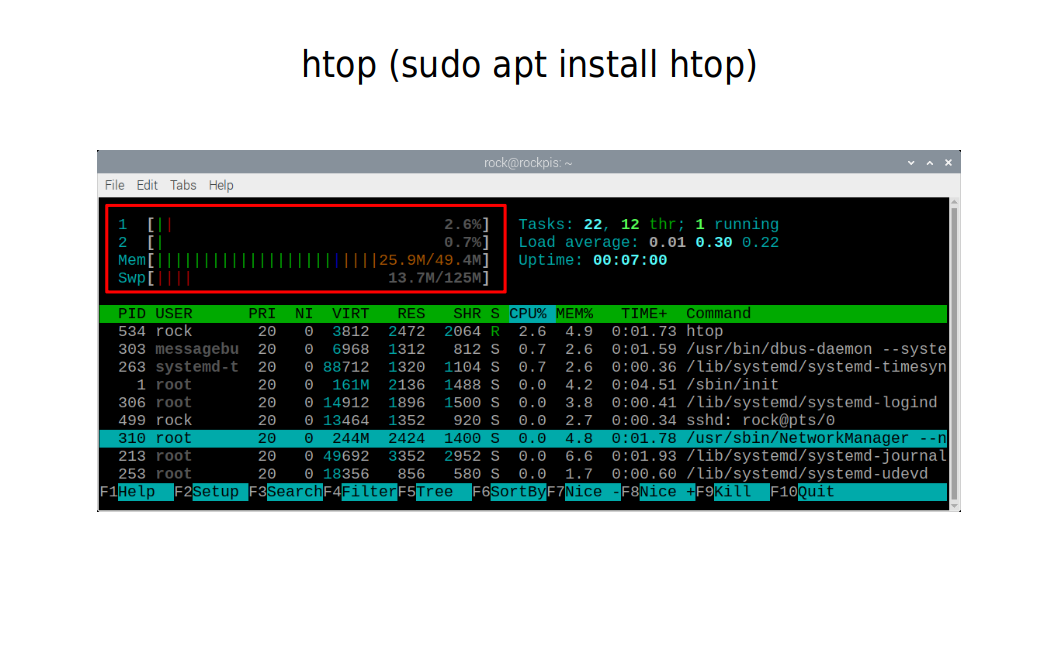 htop (sudo apt install htop)
rock@rockpis: ~
File Edit Tabs Help
1 [|| 2.6%] Tasks: 22, 12 thr; 1 running
2 [| 0.7%] Load average: 0.01 0.30 0.22
Mem[||||||||||||||||||||||||25.9M/49.4M] Uptime: 00:07:00
Swp[|||| 13.7M/125M]
PID USER PRI NI VIRT RES SHR S CPU% MEM% TIME+ Command
534 rock 20 0 3812 2472 2064 R 2.6 4.9 0:01.73 htop
303 messagebu 20 0 6968 1312 812 S 0.7 2.6 0:01.59 /usr/bin/dbus-daemon --syste
263 systemd-t 20 0 88712 1320 1104 S 0.7 2.6 0:00.36 /lib/systemd/systemd-timesyn
1 root 20 0 161M 2136 1488 S 0.0 4.2 0:04.51 /sbin/init
306 root 20 0 14912 1896 1500 S 0.0 3.8 0:00.41 /lib/systemd/systemd-logind
499 rock 20 0 13464 1352 920 S 0.0 2.7 0:00.34 sshd: rock@pts/0
310 root 20 0 244M 2424 1400 S 0.0 4.8 0:01.78 /usr/sbin/NetworkManager --n
213 root 20 0 49692 3352 2952 S 0.0 6.6 0:01.93 /lib/systemd/systemd-journal
253 root 20 0 18356 856 580 S 0.0 1.7 0:00.60 /lib/systemd/systemd-udevd
F1Help F2Setup F3SearchF4FilterF5Tree F6SortByF7Nice -F8Nice +F9Kill F10Quit